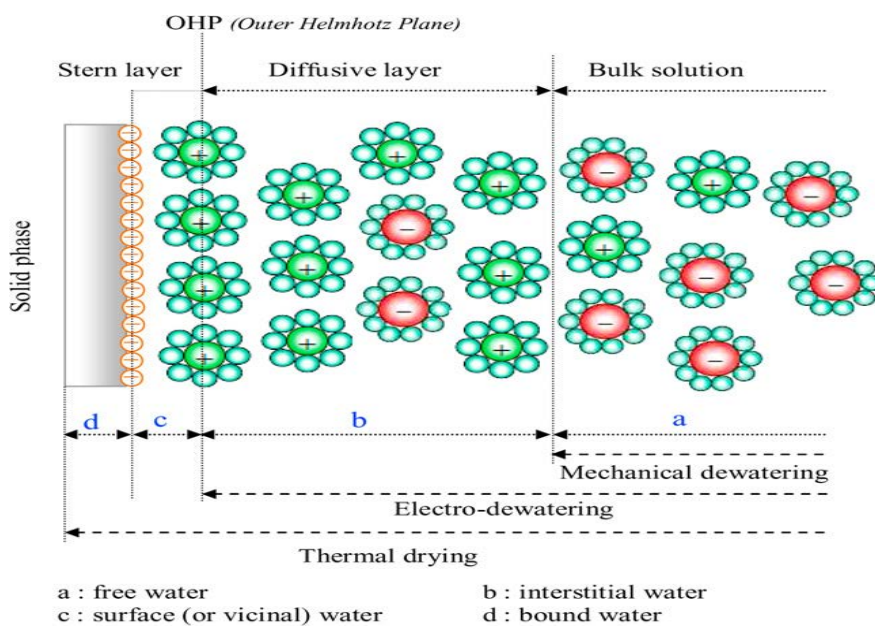 OHP (Outer Helmhotz Plane)
Stern layer Diffusive layer Bulk solution
Solid phase
d c b a
Mechanical dewatering
Electro-dewatering
Thermal drying
a : free water b : interstitial water
c : surface (or vicinal) water d : bound water